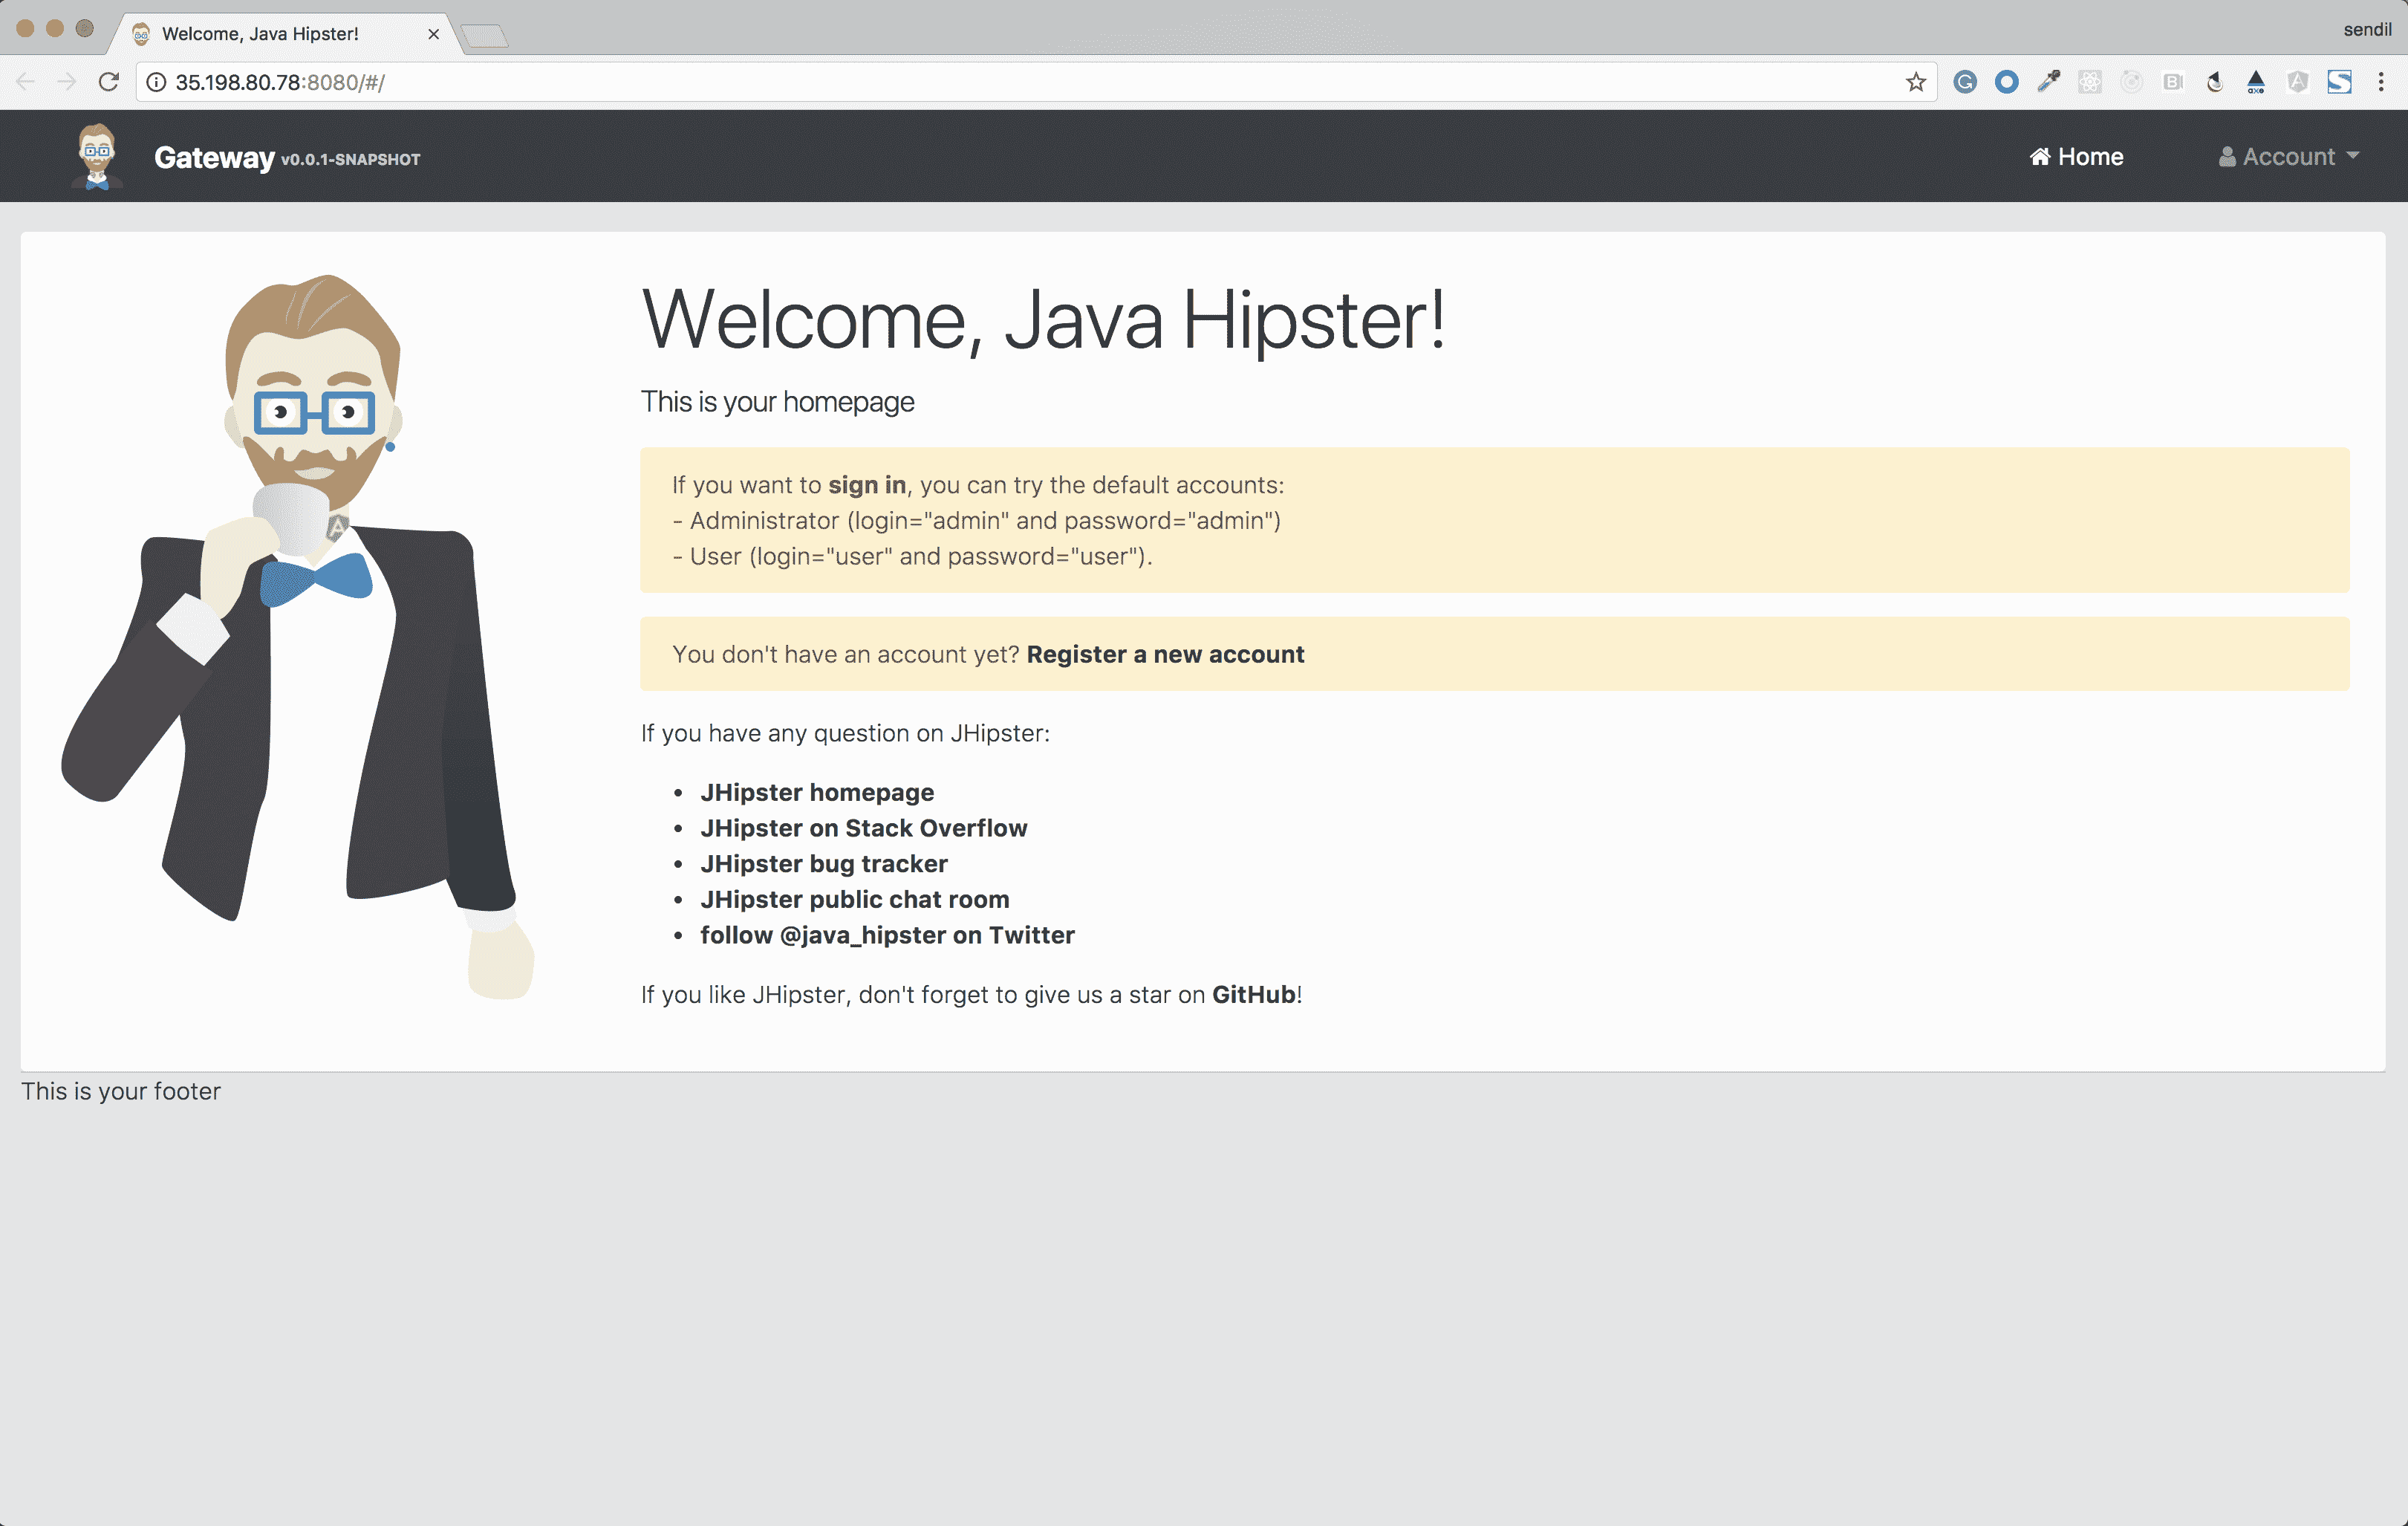 Welcome, Java Hipster!
sendil
35.198.80.78:8080/#/
Gateway v0.0.1-SNAPSHOT
Home
Account
Welcome, Java Hipster!
This is your homepage
If you want to sign in, you can try the default accounts:
- Administrator (login="admin" and password="admin")
- User (login="user" and password="user").
You don't have an account yet? Register a new account
If you have any question on JHipster:
• JHipster homepage
• JHipster on Stack Overflow
• JHipster bug tracker
• JHipster public chat room
• follow @java_hipster on Twitter
If you like JHipster, don't forget to give us a star on GitHub!
This is your footer